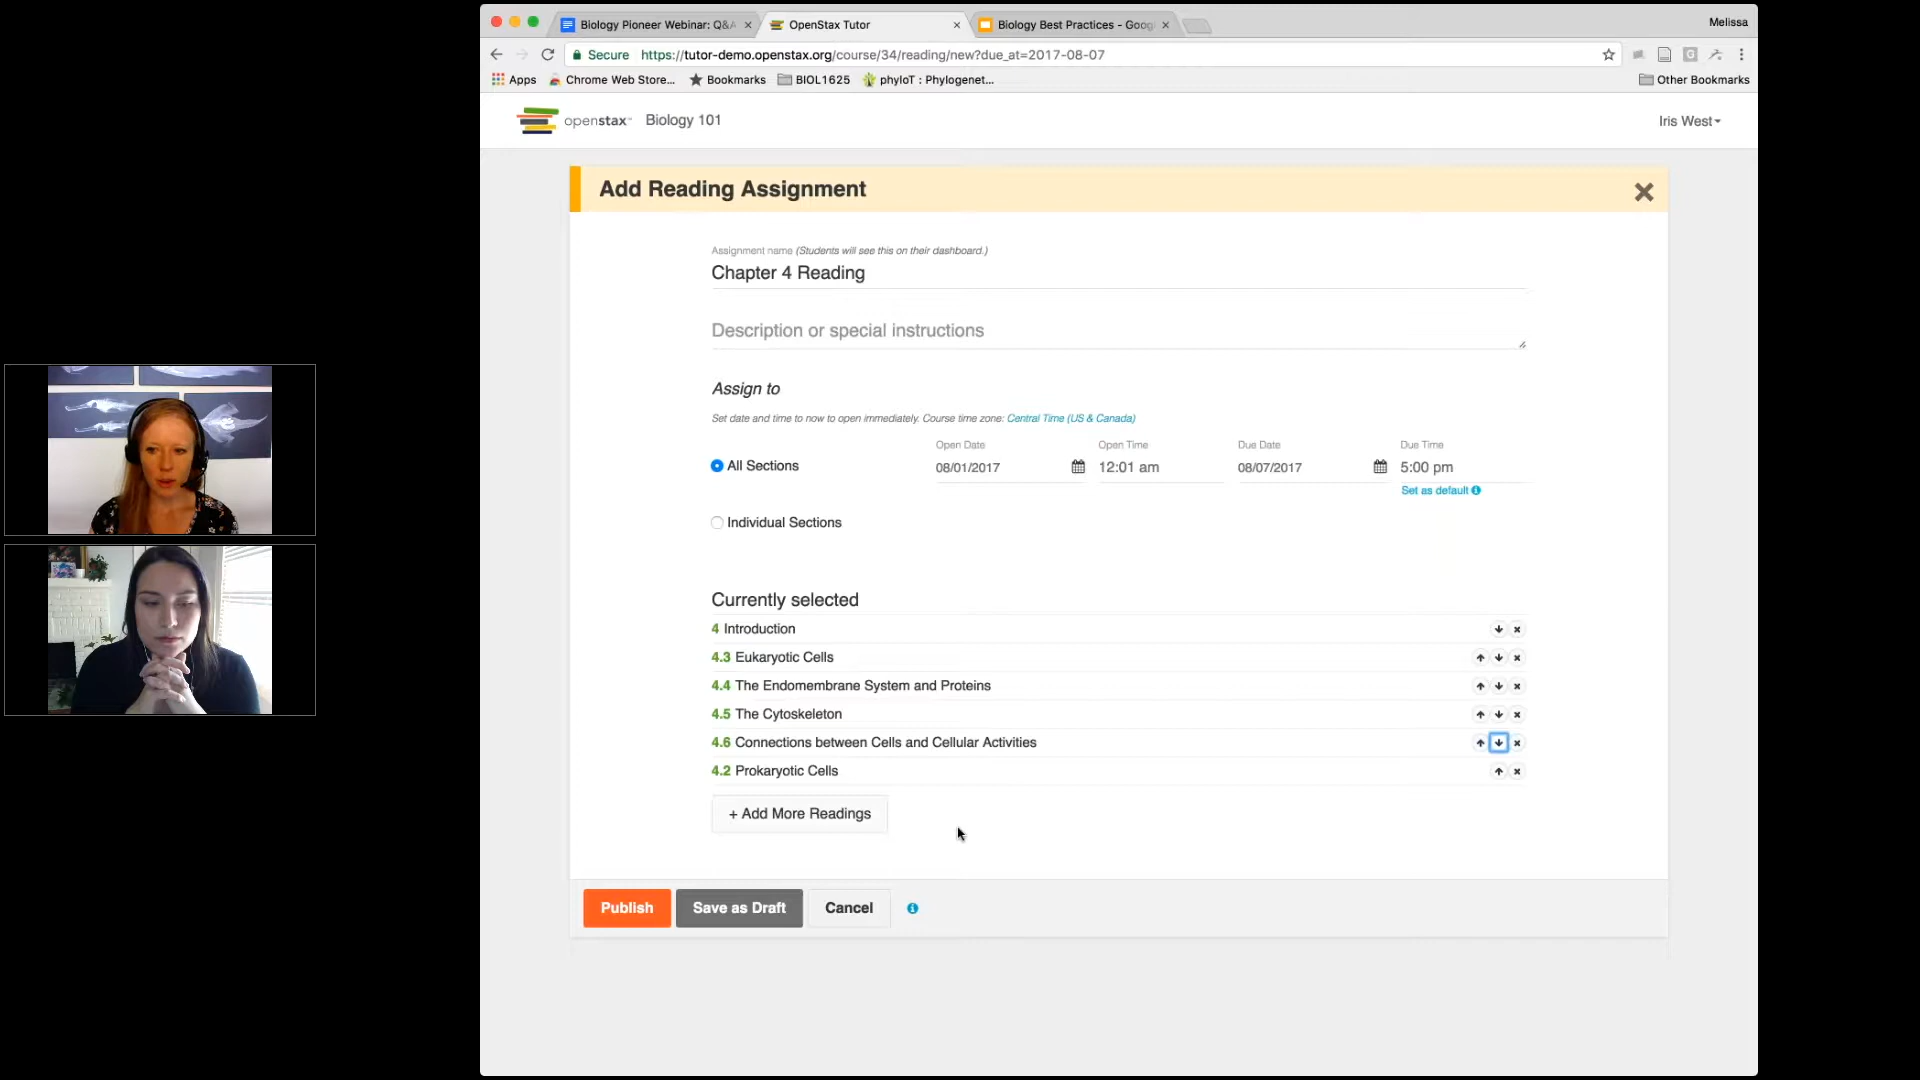 Biology Pioneer Webinar: Q&A
OpenStax Tutor
Biology Best Practices - Goog
Melissa
Secure https://tutor-demo.openstax.org/course/34/reading/new?due_at=2017-08-07
Apps Chrome Web Store... Bookmarks BIOL1625 phyloT : Phylogenet... Other Bookmarks
openstax™ Biology 101 Iris West
Add Reading Assignment
Assignment name (Students will see this on their dashboard.)
Chapter 4 Reading
Description or special instructions
Assign to
Set date and time to now to open immediately. Course time zone: Central Time (US & Canada)
Open Date Open Time Due Date Due Time
All Sections 08/01/2017 12:01 am 08/07/2017 5:00 pm
Set as default
Individual Sections
Currently selected
4 Introduction
4.3 Eukaryotic Cells
4.4 The Endomembrane System and Proteins
4.5 The Cytoskeleton
4.6 Connections between Cells and Cellular Activities
4.2 Prokaryotic Cells
+ Add More Readings
Publish Save as Draft Cancel